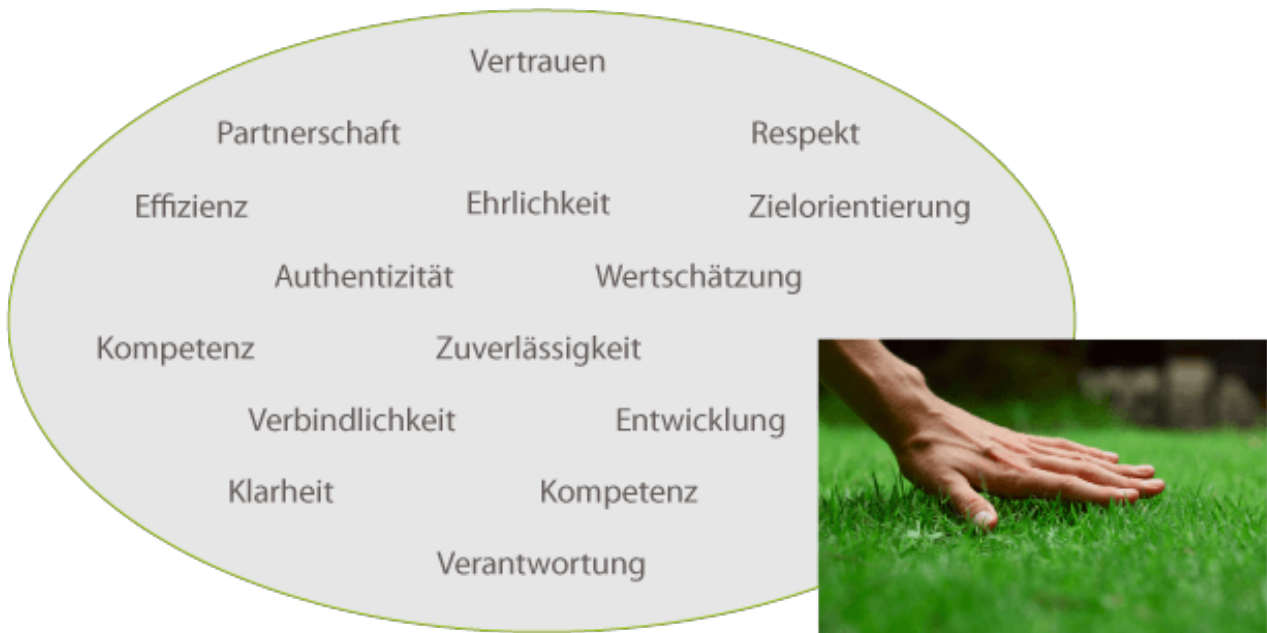 Vertrauen
Partnerschaft Respekt
Effizienz Ehrlichkeit Zielorientierung
Authentizität Wertschätzung
Kompetenz Zuverlässigkeit
Verbindlichkeit Entwicklung
Klarheit Kompetenz
Verantwortung